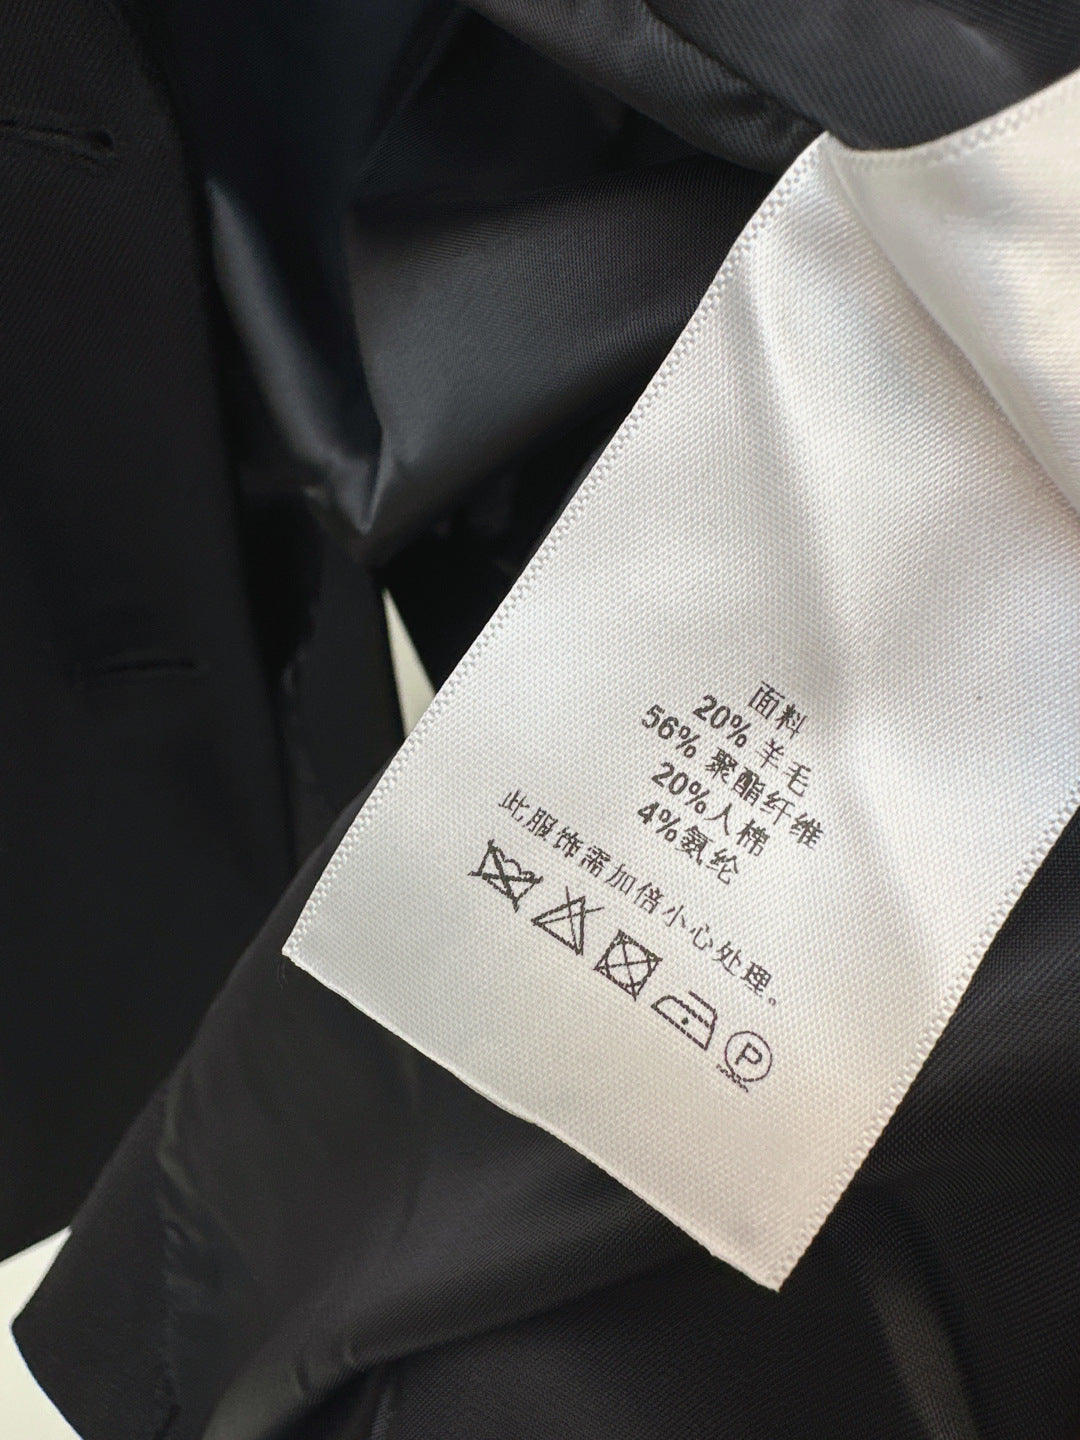 面料
20% 羊毛
56% 聚酯纤维
20%人棉
4%氨纶
此服饰需加倍小心处理。
P